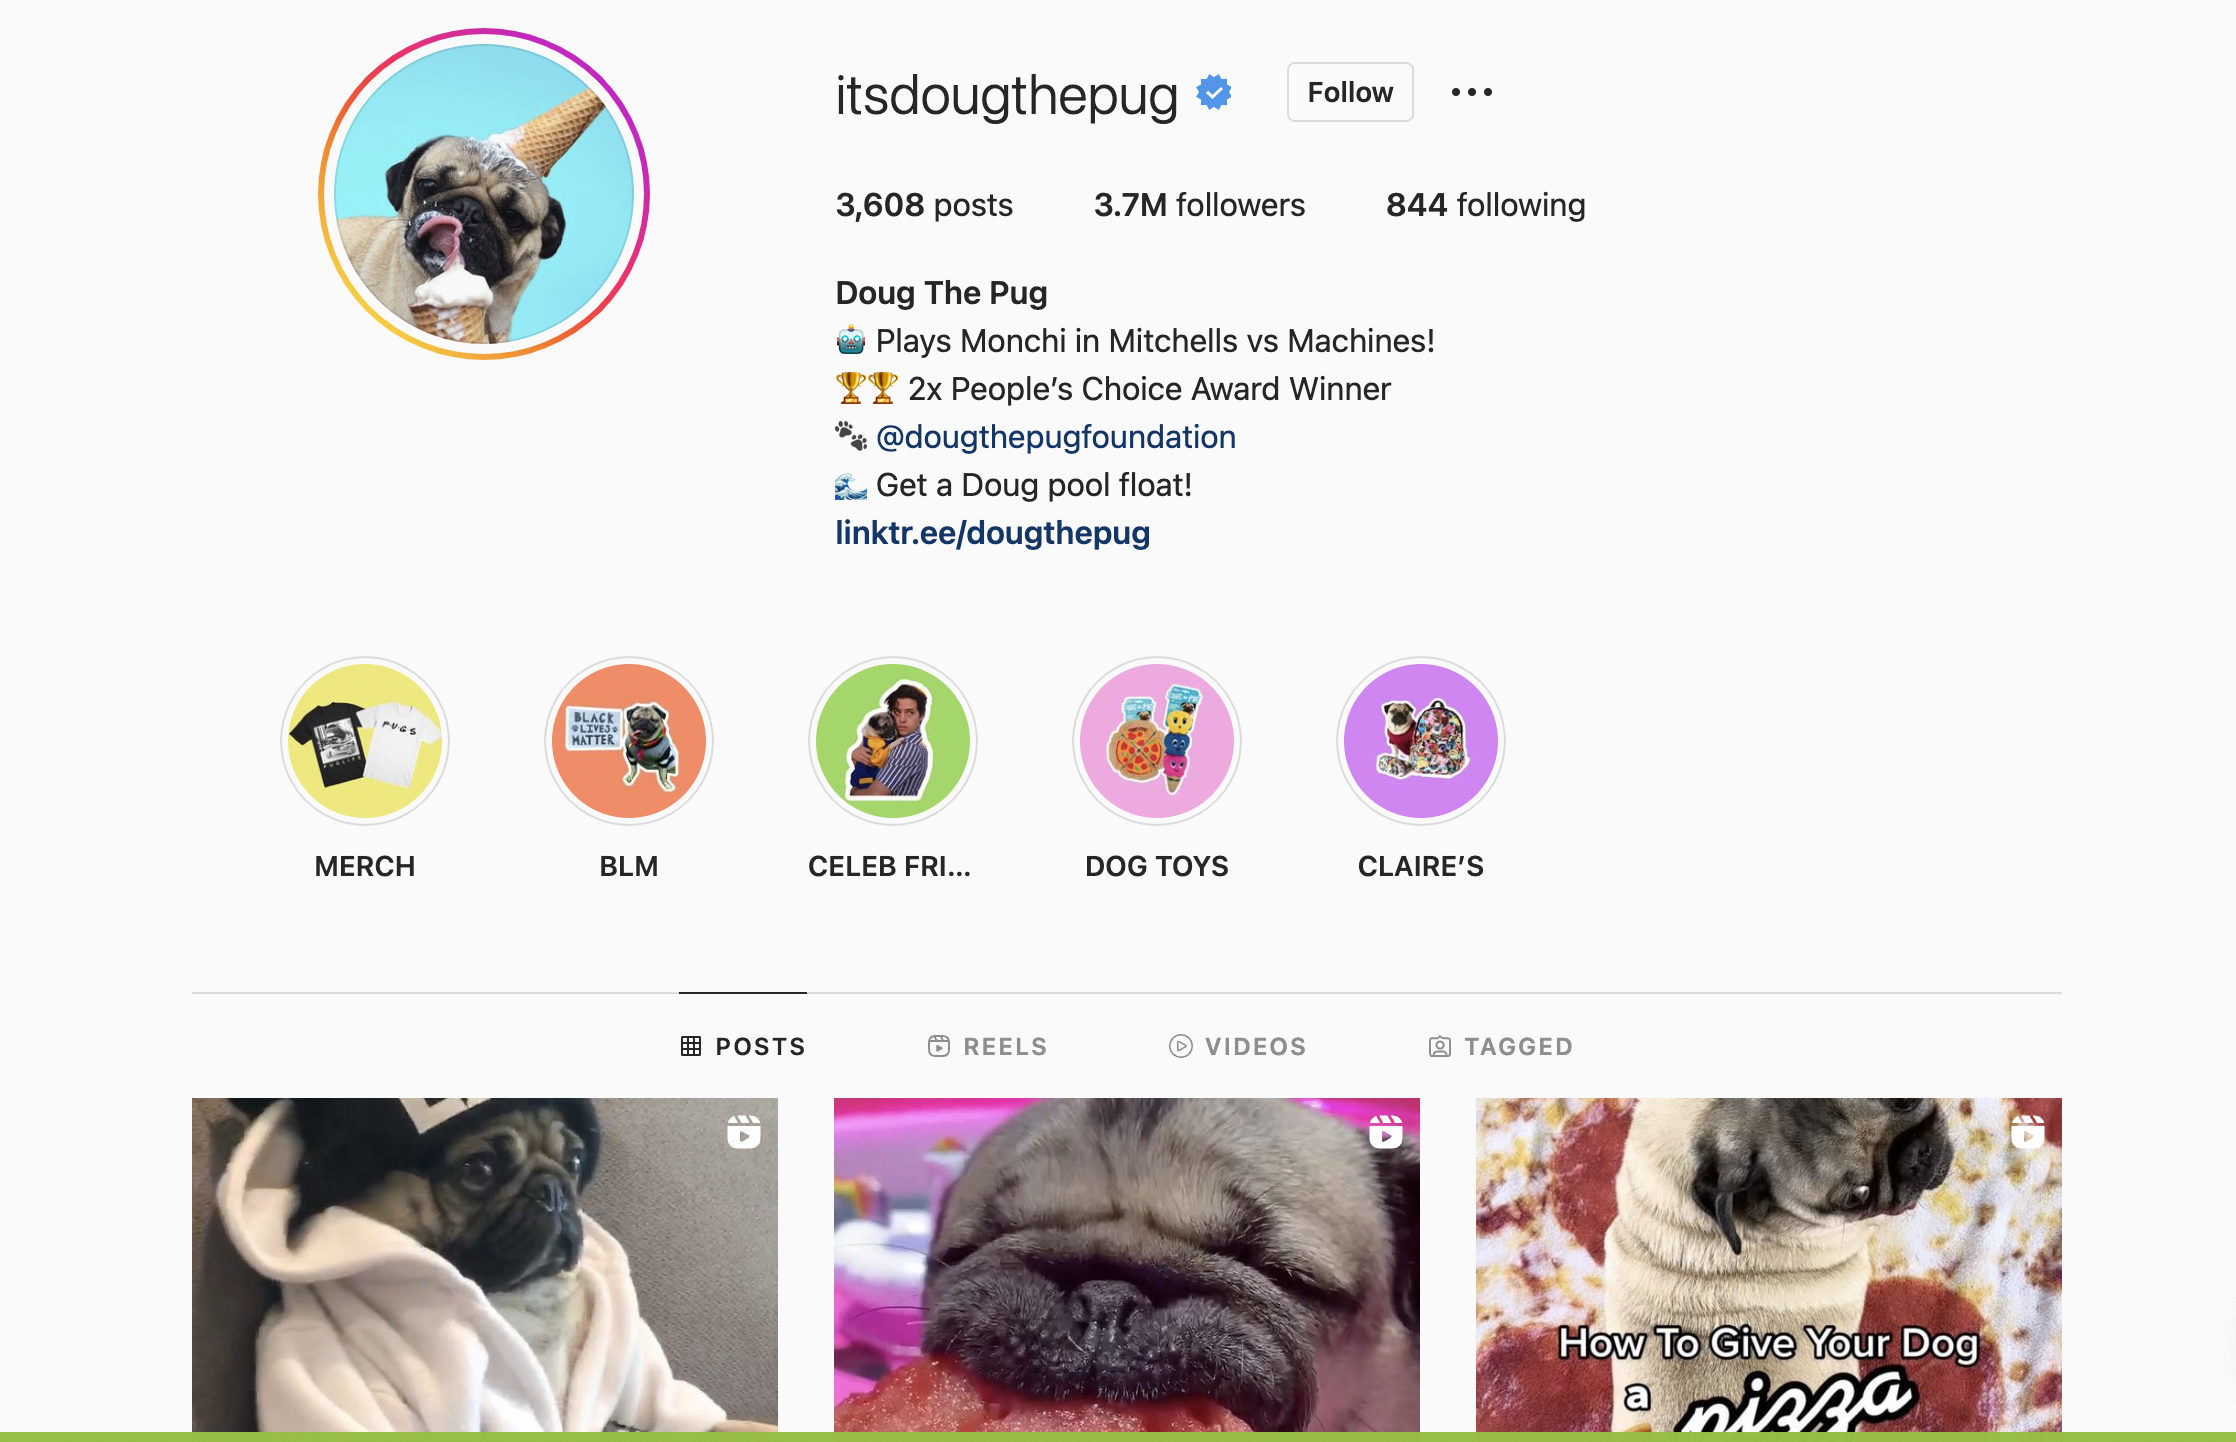 itsdougthepug
Follow
3,608 posts 3.7M followers 844 following
Doug The Pug
🤖 Plays Monchi in Mitchells vs Machines!
🏆🏆 2x People’s Choice Award Winner
🐾 @dougthepugfoundation
🌊 Get a Doug pool float!
linktr.ee/dougthepug
PUGLIFE
PUGS
BLACK
LIVES
MATTER
MERCH
BLM
CELEB FRI...
DOG TOYS
CLAIRE’S
POSTS REELS VIDEOS TAGGED
How To Give Your Dog
a pizza